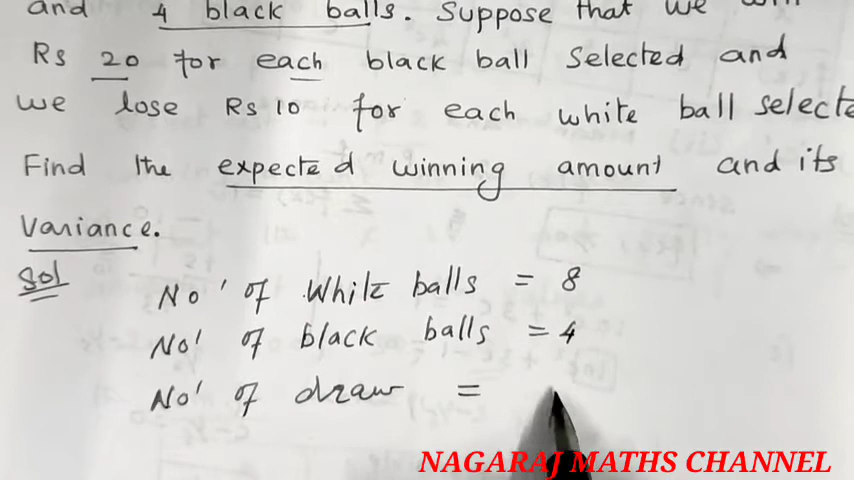 and 4 black balls. Suppose that we
Rs 20 for each black ball selected and
we lose Rs 10 for each white ball selecte
Find the expected winning amount and its
Variance.
Sol
No' of White balls = 8
No' of black balls = 4
No' of draw =
NAGARAJ MATHS CHANNEL